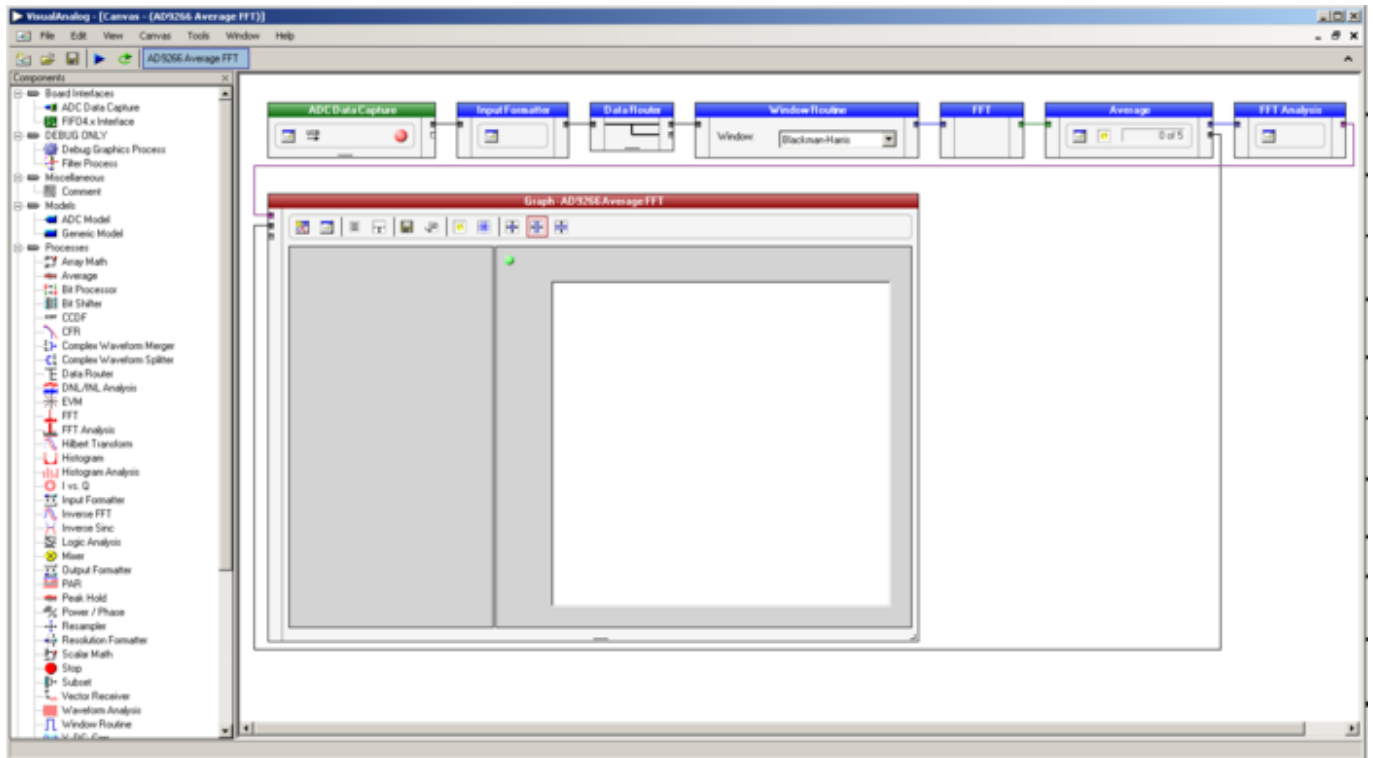 VisualAnalog - [Canvas - (AD9266 Average FFT)]
File Edit View Canvas Tools Window Help
AD9266 Average FFT
Components
Board Interfaces
ADC Data Capture
FIFO4.x Interface
DEBUG ONLY
Debug Graphics Process
Filter Process
Miscellaneous
Comment
Models
ADC Model
Generic Model
Processes
Array Math
Average
Bit Processor
Bit Shifter
CCDF
CFR
Complex Waveform Merger
Complex Waveform Splitter
Data Router
DNL/INL Analysis
EVM
FFT
FFT Analysis
Hilbert Transform
Histogram
Histogram Analysis
I vs. Q
Input Formatter
Inverse FFT
Inverse Sinc
Logic Analysis
Mixer
Output Formatter
PAR
Peak Hold
Power / Phase
Resampler
Resolution Formatter
Scalar Math
Stop
Subset
Vector Receiver
Waveform Analysis
Window Routine
ADC Data Capture
Input Formatter
Data Router
Window Routine
Window: Blackman-Harris
FFT
Average
0 of 5
FFT Analysis
Graph - AD9266 Average FFT